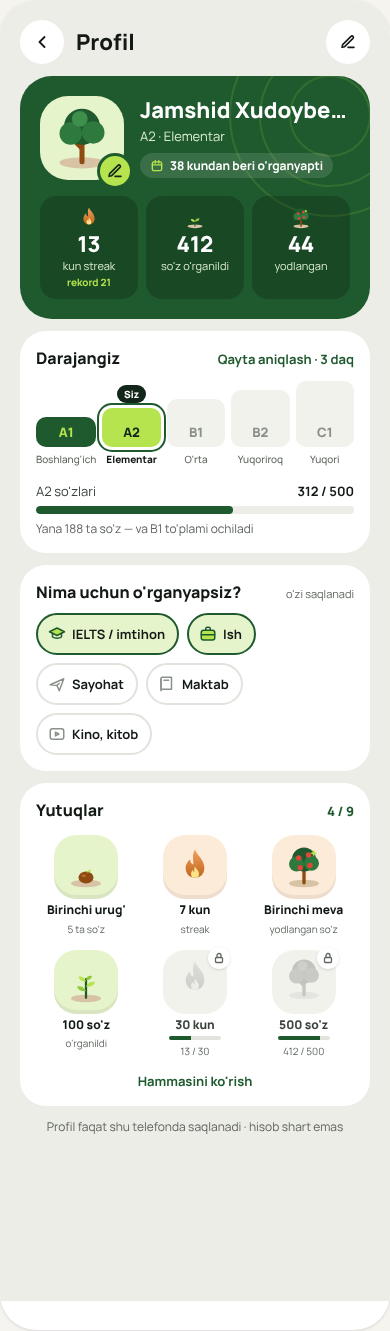 Profil
Jamshid Xudoybe...
A2 · Elementar
38 kundan beri o'rganyapti
13
kun streak
rekord 21
412
so'z o'rganildi
44
yodlangan
Darajangiz
Qayta aniqlash · 3 daq
Siz
A1
A2
B1
B2
C1
Boshlang'ich
Elementar
O'rta
Yuqoriroq
Yuqori
A2 so'zlari
312 / 500
Yana 188 ta so'z — va B1 to'plami ochiladi
Nima uchun o'rganyapsiz?
o'zi saqlanadi
IELTS / imtihon
Ish
Sayohat
Maktab
Kino, kitob
Yutuqlar
4 / 9
Birinchi urug'
5 ta so'z
7 kun
streak
Birinchi meva
yodlangan so'z
100 so'z
o'rganildi
30 kun
13 / 30
500 so'z
412 / 500
Hammasini ko'rish
Profil faqat shu telefonda saqlanadi · hisob shart emas